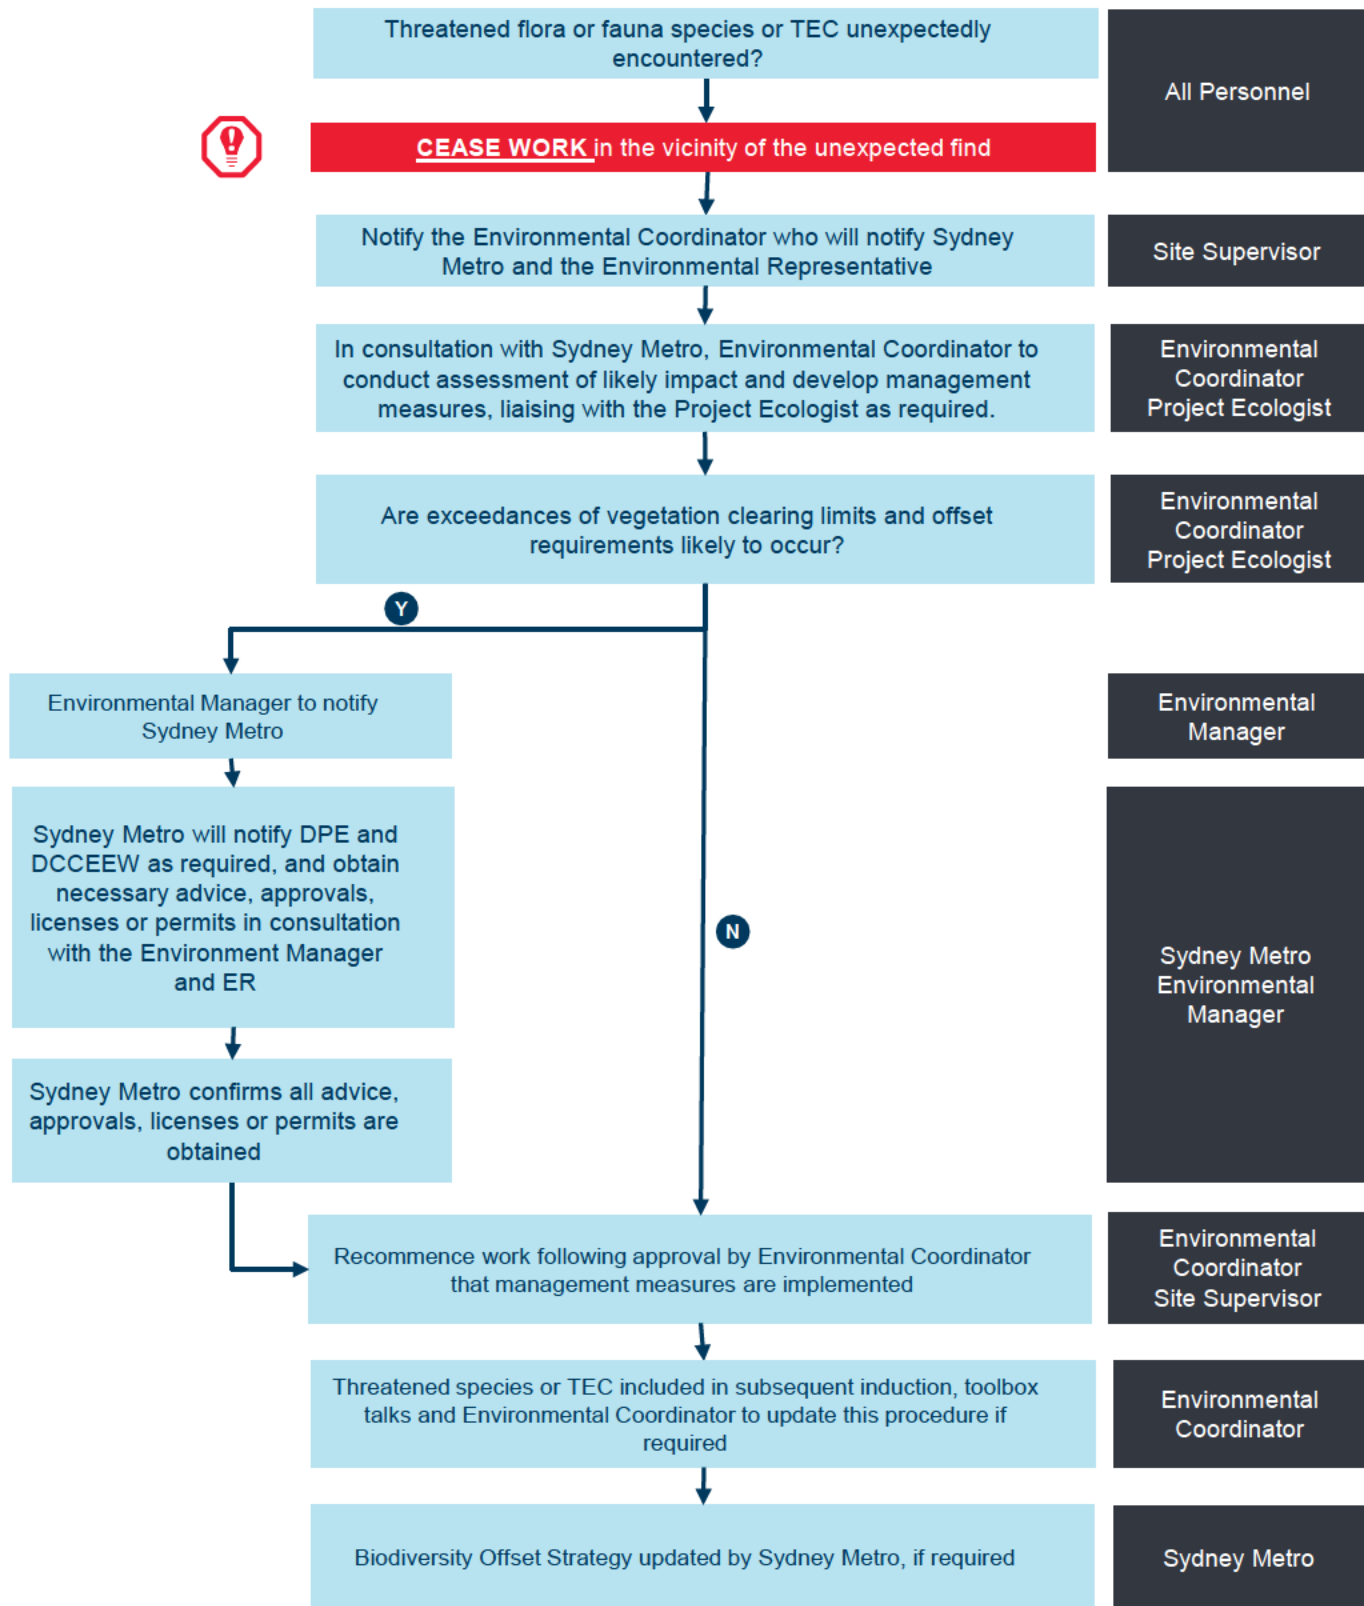 Threatened flora or fauna species or TEC unexpectedly
encountered?
All Personnel
CEASE WORK in the vicinity of the unexpected find
Notify the Environmental Coordinator who will notify Sydney
Metro and the Environmental Representative
Site Supervisor
In consultation with Sydney Metro, Environmental Coordinator to
conduct assessment of likely impact and develop management
measures, liaising with the Project Ecologist as required.
Environmental
Coordinator
Project Ecologist
Are exceedances of vegetation clearing limits and offset
requirements likely to occur?
Environmental
Coordinator
Project Ecologist
Y
Environmental Manager to notify
Sydney Metro
Environmental
Manager
Sydney Metro will notify DPE and
DCCEEW as required, and obtain
necessary advice, approvals,
licenses or permits in consultation
with the Environment Manager
and ER
N
Sydney Metro
Environmental
Manager
Sydney Metro confirms all advice,
approvals, licenses or permits are
obtained
Recommence work following approval by Environmental Coordinator
that management measures are implemented
Environmental
Coordinator
Site Supervisor
Threatened species or TEC included in subsequent induction, toolbox
talks and Environmental Coordinator to update this procedure if
required
Environmental
Coordinator
Biodiversity Offset Strategy updated by Sydney Metro, if required
Sydney Metro